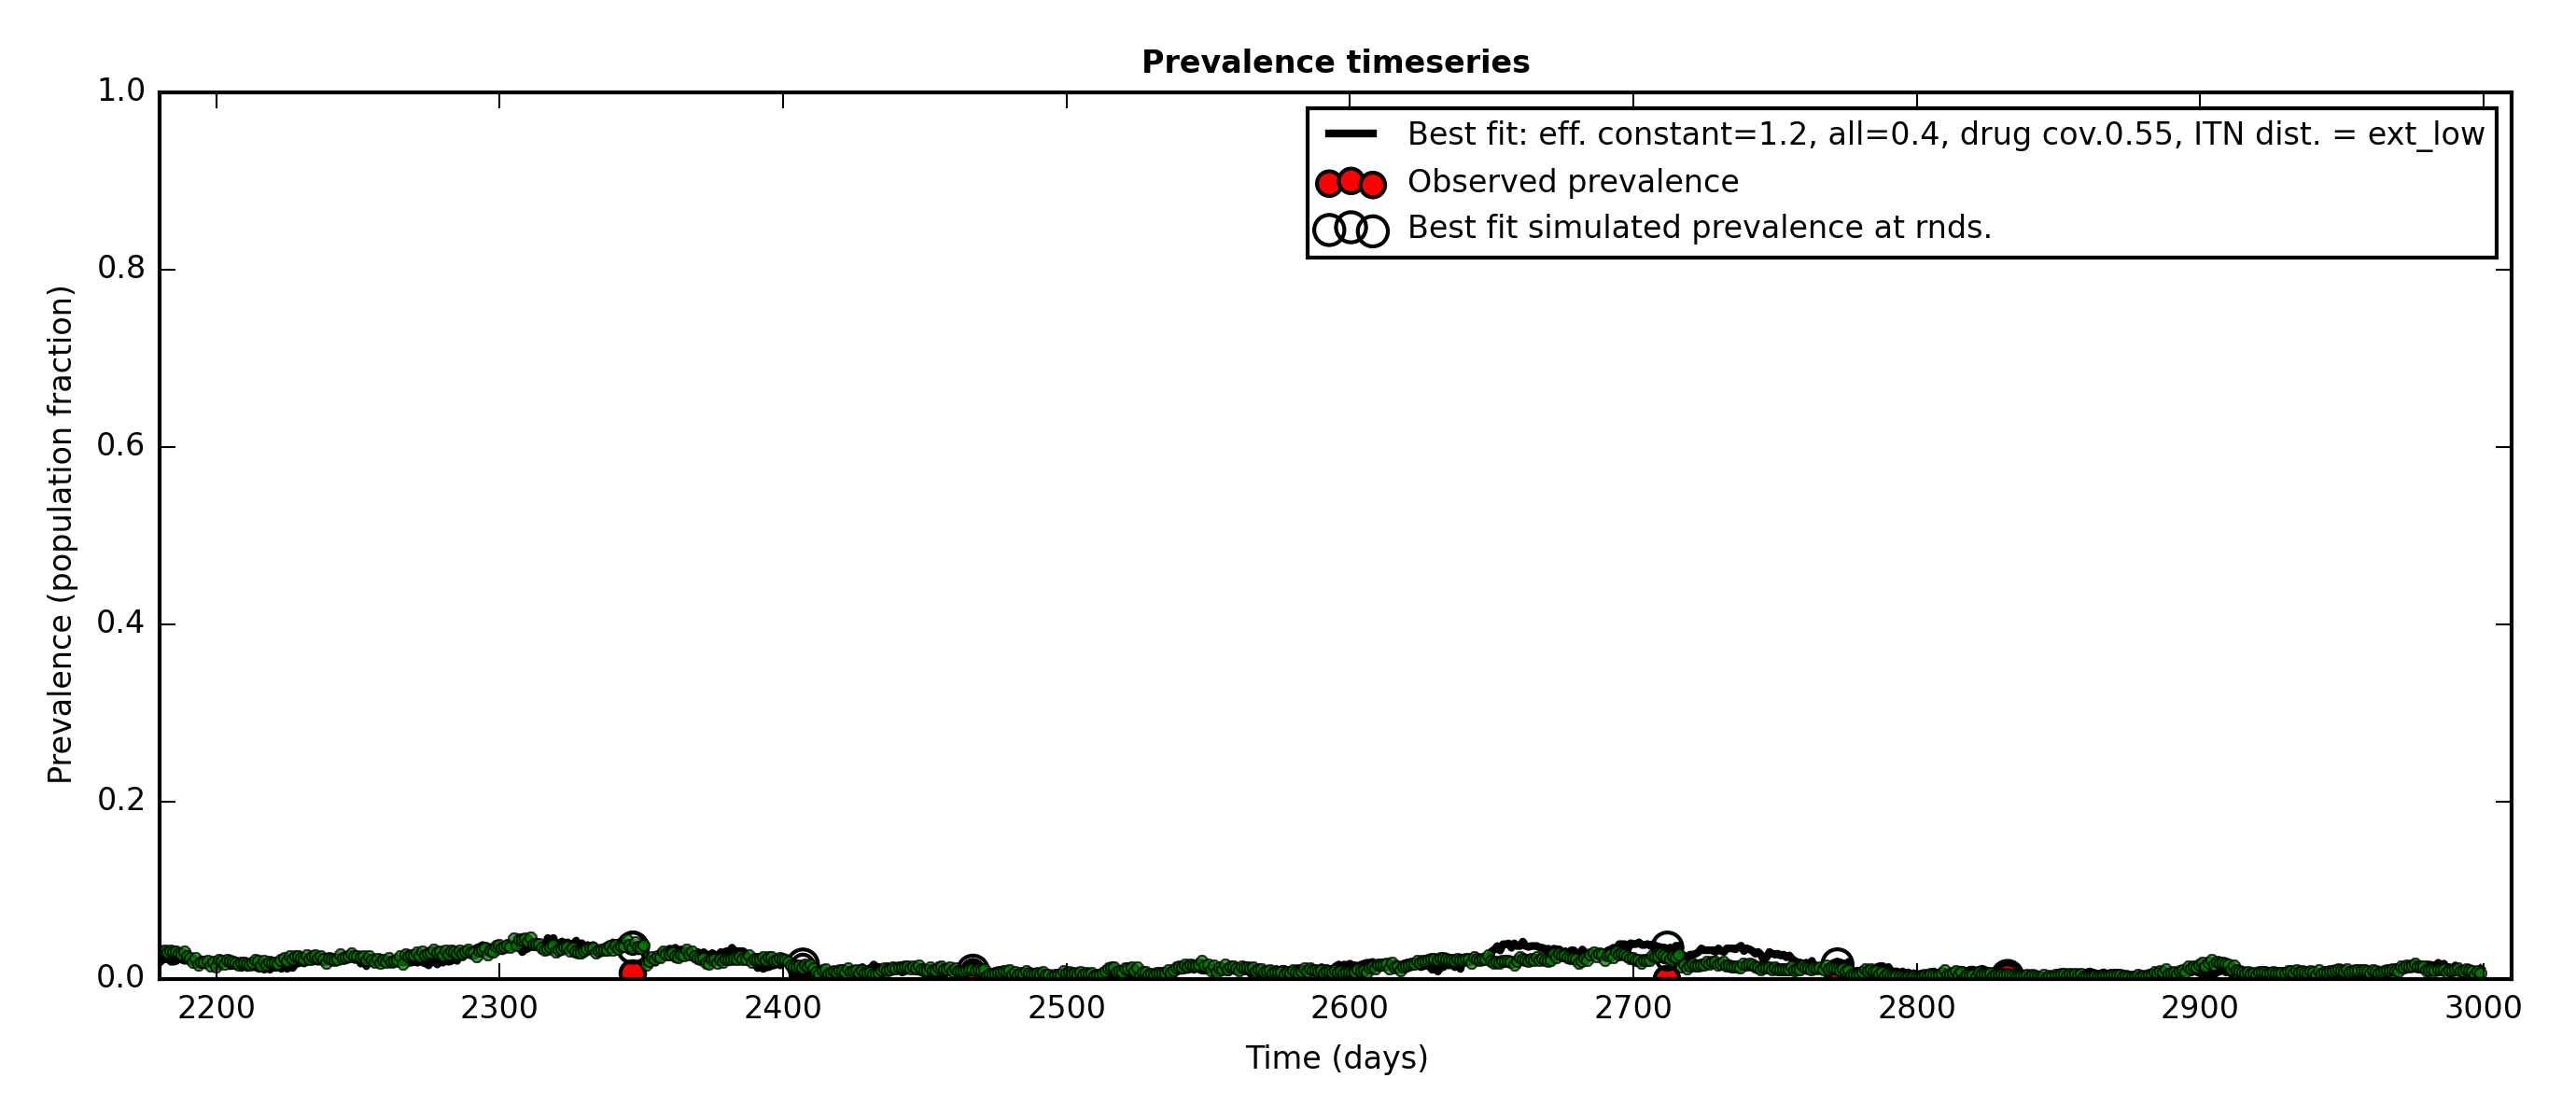 Prevalence timeseries
1.0
0.8
0.6
0.4
0.2
0.0
Prevalence (population fraction)
Best fit: eff. constant=1.2, all=0.4, drug cov.0.55, ITN dist. = ext_low
Observed prevalence
Best fit simulated prevalence at rnds.
2200 2300 2400 2500 2600 2700 2800 2900 3000
Time (days)